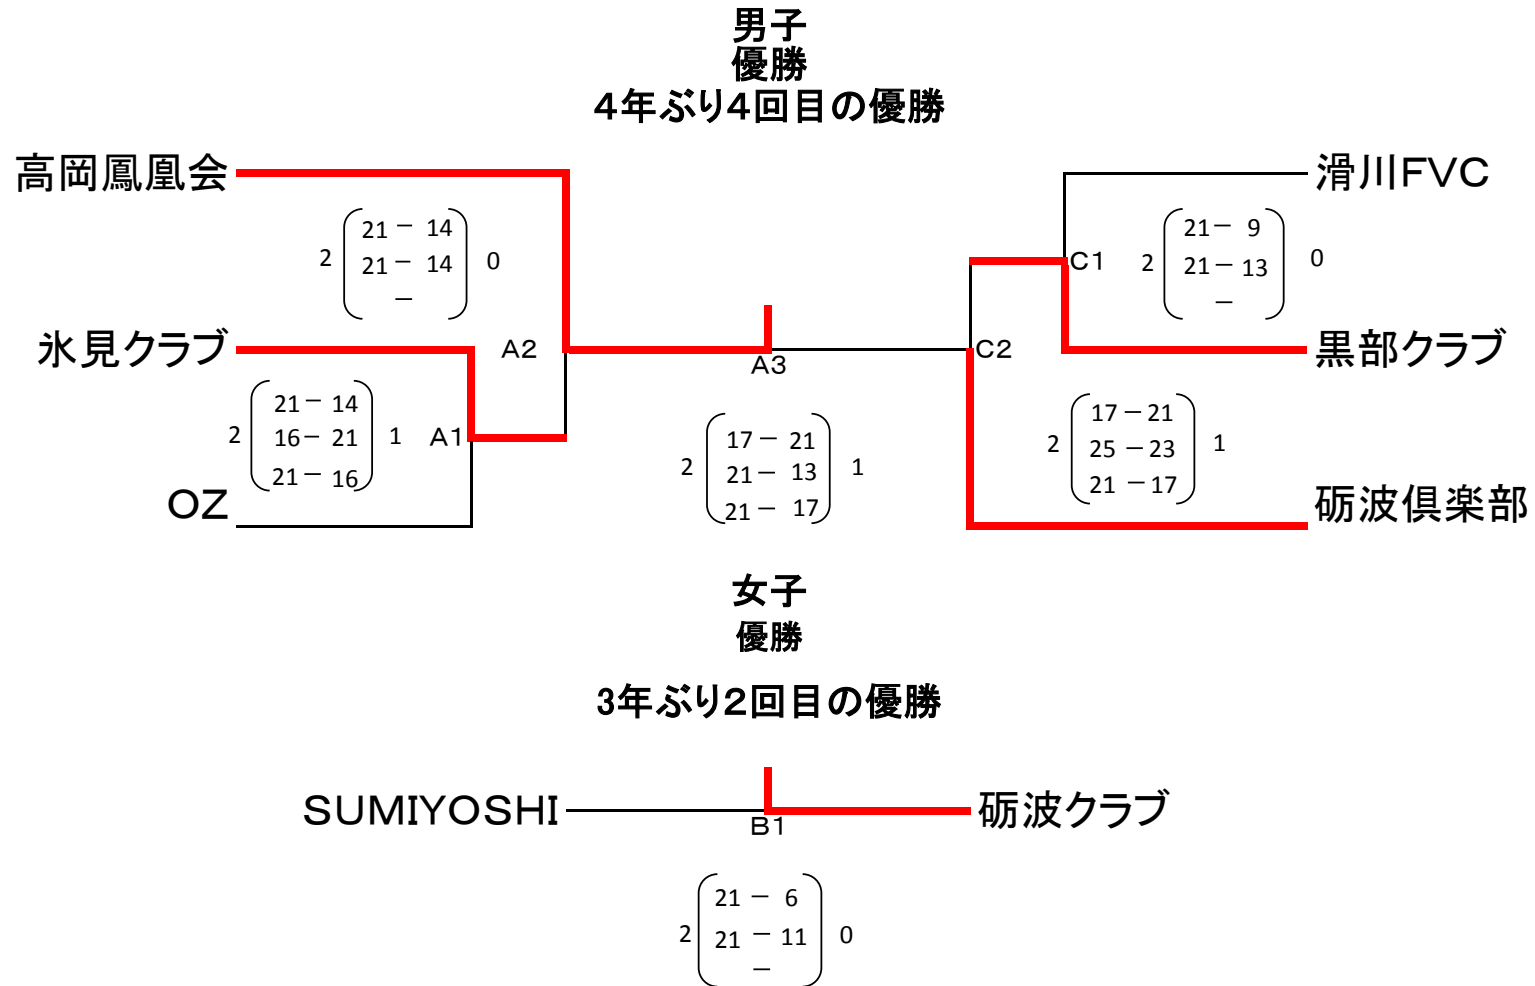 男子
優勝
4年ぶり4回目の優勝
高岡鳳凰会
滑川FVC
2 21 － 14 0
21 － 14
－
2 21 － 9 0
21 － 13
－
C1
氷見クラブ
A2
A3
C2
黒部クラブ
2 21 － 14 1
16 － 21
21 － 16
A1
2 17 － 21 1
21 － 13
21 － 17
2 17 － 21 1
25 － 23
21 － 17
OZ
砺波倶楽部
女子
優勝
3年ぶり2回目の優勝
SUMIYOSHI
B1
砺波クラブ
2 21 － 6 0
21 － 11
－